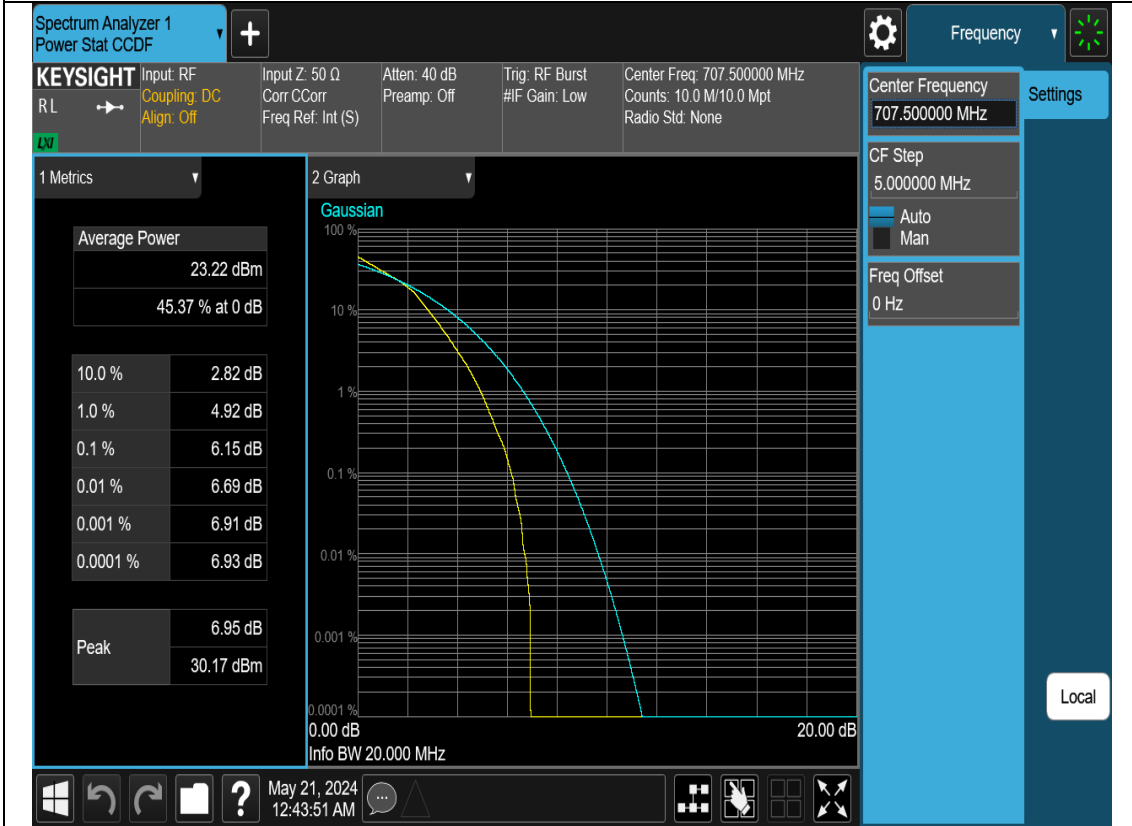 Spectrum Analyzer 1
Power Stat CCDF
Frequency
KEYSIGHT
RL
LXI
Input: RF
Coupling: DC
Align: Off
Input Z: 50 Ω
Corr CCorr
Freq Ref: Int (S)
Atten: 40 dB
Preamp: Off
Trig: RF Burst
#IF Gain: Low
Center Freq: 707.500000 MHz
Counts: 10.0 M/10.0 Mpt
Radio Std: None
1 Metrics
Average Power
23.22 dBm
45.37 % at 0 dB
10.0 % 2.82 dB
1.0 % 4.92 dB
0.1 % 6.15 dB
0.01 % 6.69 dB
0.001 % 6.91 dB
0.0001 % 6.93 dB
Peak
6.95 dB
30.17 dBm
2 Graph
Gaussian
100 %
10 %
1 %
0.1 %
0.01 %
0.001 %
0.0001 %
0.00 dB 20.00 dB
Info BW 20.000 MHz
Center Frequency
707.500000 MHz
CF Step
5.000000 MHz
Auto
Man
Freq Offset
0 Hz
Settings
Local
?
May 21, 2024
12:43:51 AM